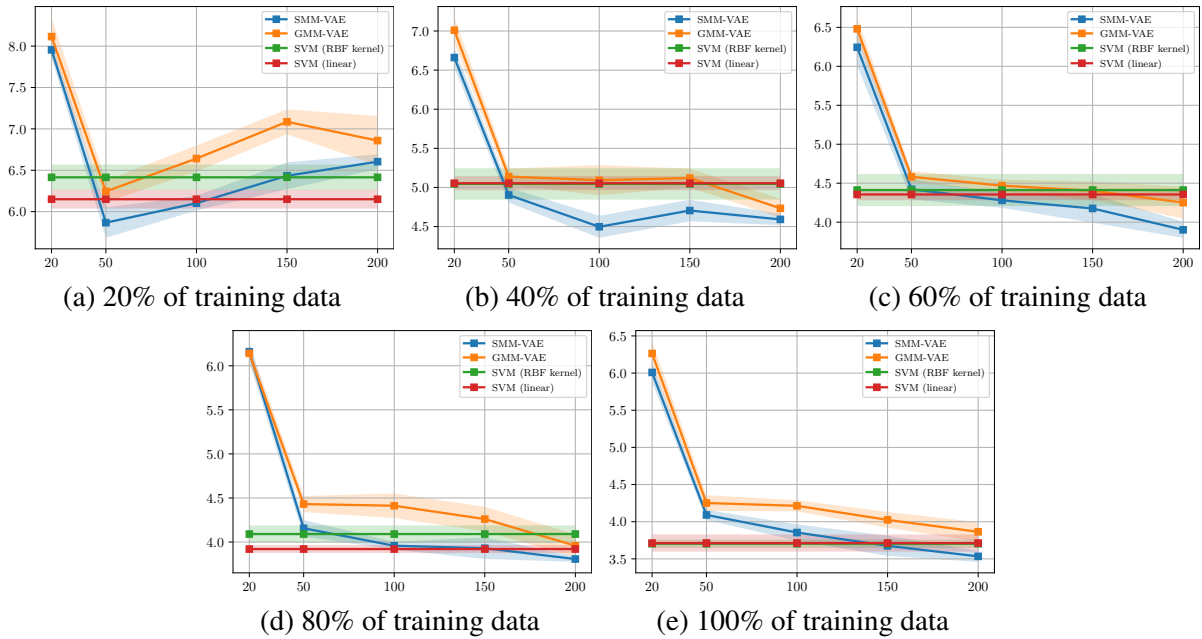 SMM-VAE
GMM-VAE
SVM (RBF kernel)
SVM (linear)
8.0
7.5
7.0
6.5
6.0
20 50 100 150 200
(a) 20% of training data
SMM-VAE
GMM-VAE
SVM (RBF kernel)
SVM (linear)
7.0
6.5
6.0
5.5
5.0
4.5
20 50 100 150 200
(b) 40% of training data
SMM-VAE
GMM-VAE
SVM (RBF kernel)
SVM (linear)
6.5
6.0
5.5
5.0
4.5
4.0
20 50 100 150 200
(c) 60% of training data
SMM-VAE
GMM-VAE
SVM (RBF kernel)
SVM (linear)
6.0
5.5
5.0
4.5
4.0
20 50 100 150 200
(d) 80% of training data
SMM-VAE
GMM-VAE
SVM (RBF kernel)
SVM (linear)
6.5
6.0
5.5
5.0
4.5
4.0
3.5
20 50 100 150 200
(e) 100% of training data